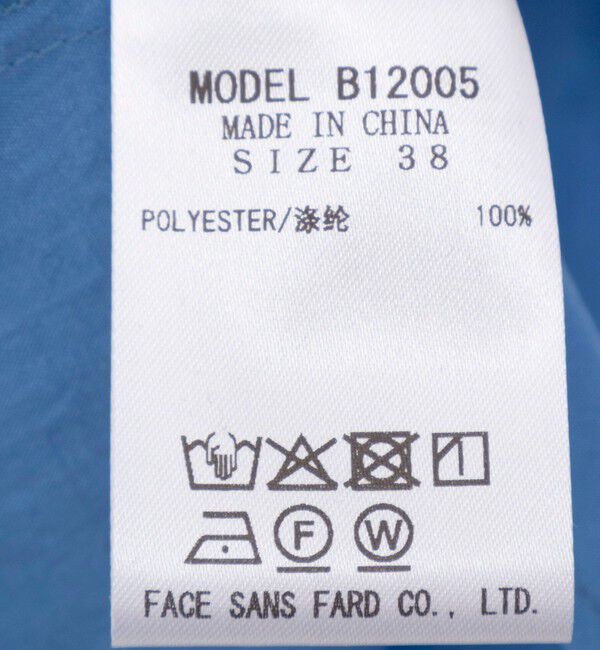 MODEL B12005
MADE IN CHINA
SIZE 38
POLYESTER/涤纶 100%
F W
FACE SANS FARD CO., LTD.